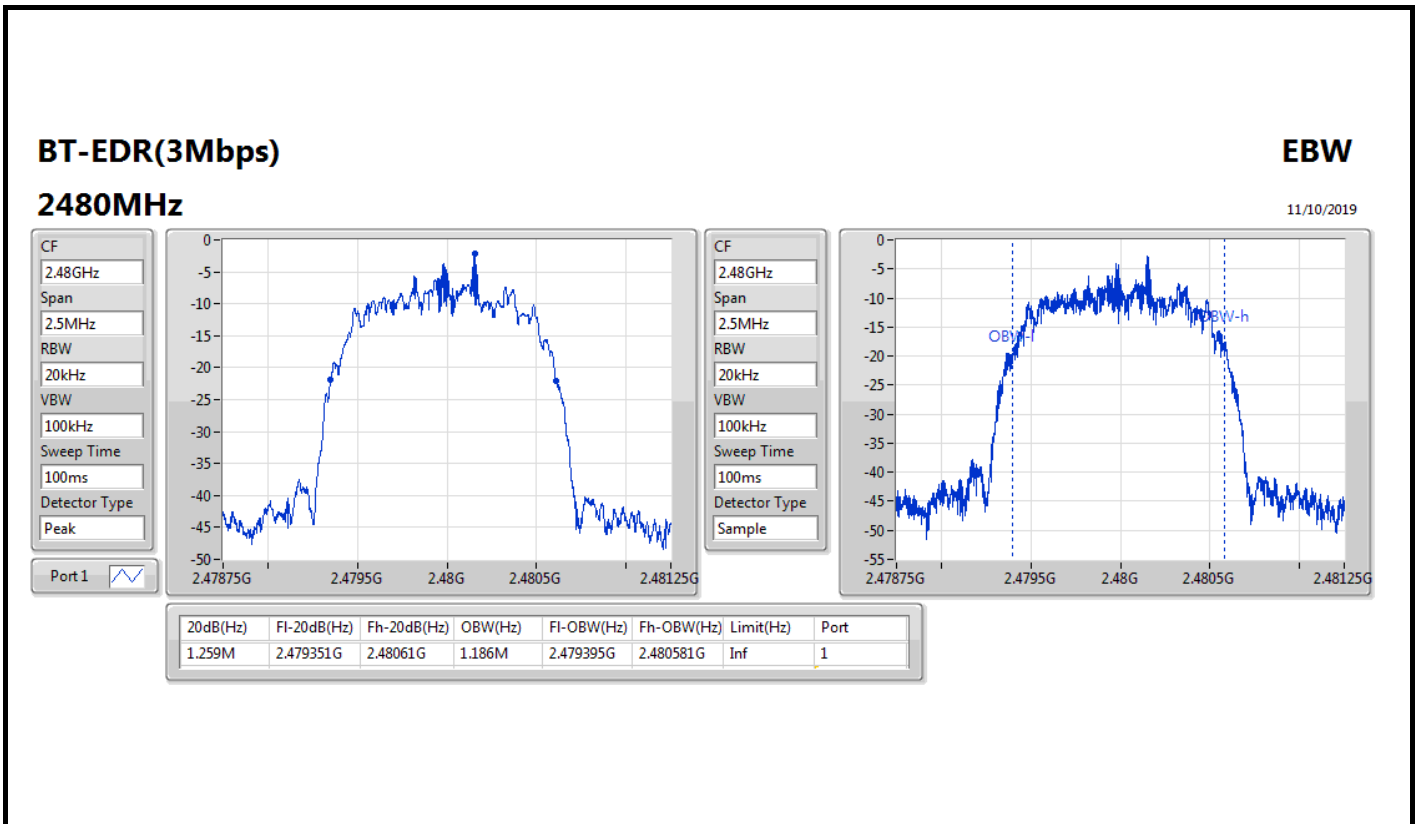 BT-EDR(3Mbps)
EBW
2480MHz
11/10/2019
CF
2.48GHz
Span
2.5MHz
RBW
20kHz
VBW
100kHz
Sweep Time
100ms
Detector Type
Peak
Port 1
0
-5
-10
-15
-20
-25
-30
-35
-40
-45
-50
2.47875G 2.4795G 2.48G 2.4805G 2.48125G
CF
2.48GHz
Span
2.5MHz
RBW
20kHz
VBW
100kHz
Sweep Time
100ms
Detector Type
Sample
0
-5
-10
-15
-20
-25
-30
-35
-40
-45
-50
-55
OBW-l
OBW-h
2.47875G 2.4795G 2.48G 2.4805G 2.48125G
20dB(Hz) Fl-20dB(Hz) Fh-20dB(Hz) OBW(Hz) Fl-OBW(Hz) Fh-OBW(Hz) Limit(Hz) Port
1.259M 2.479351G 2.48061G 1.186M 2.479395G 2.480581G Inf 1